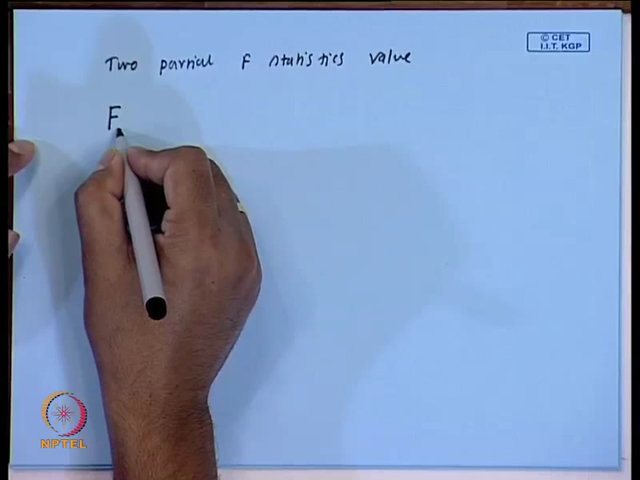 Two partial F statistics value
© CET
I.I.T. KGP
F
NPTEL